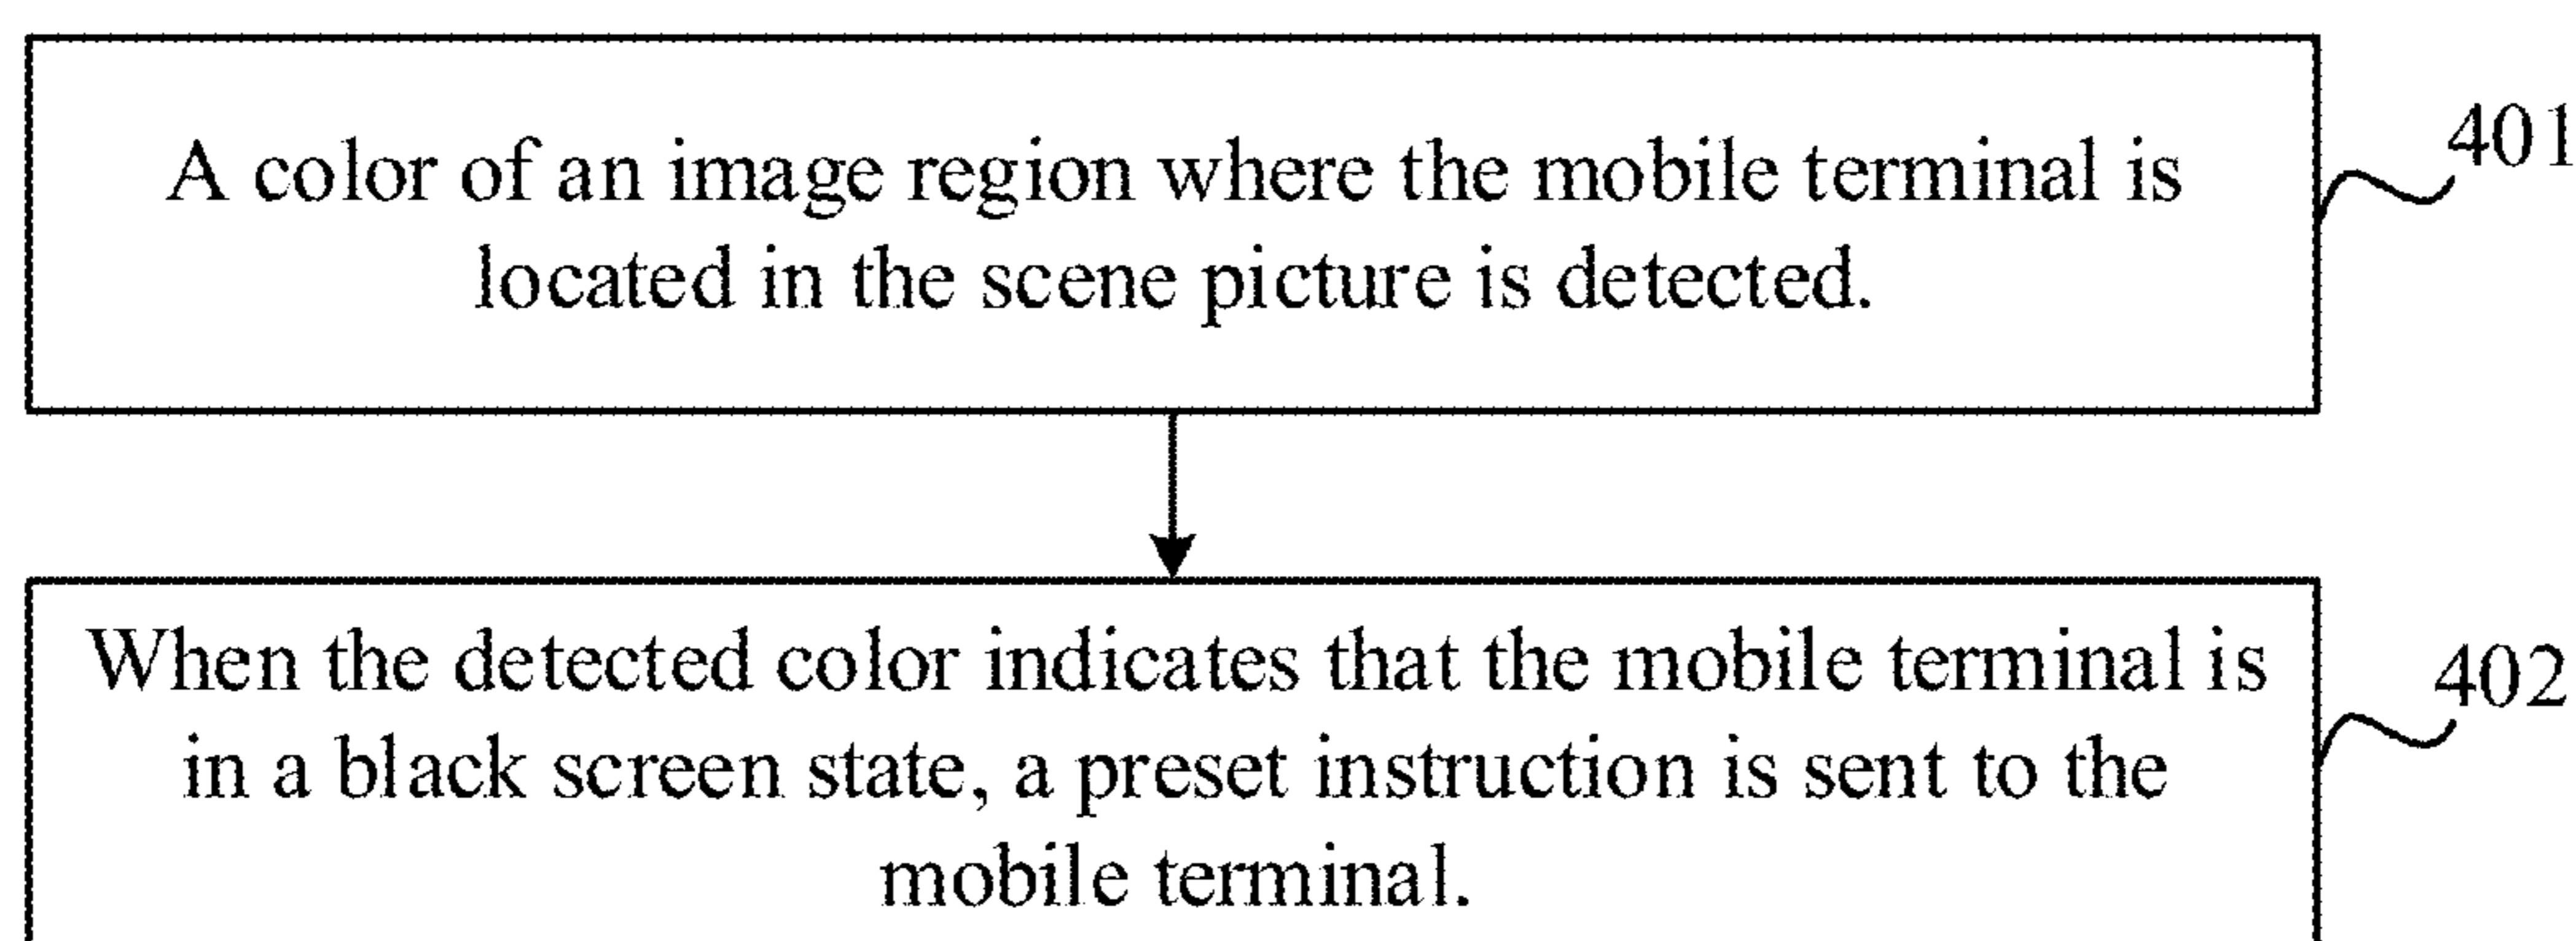 A color of an image region where the mobile terminal is
located in the scene picture is detected.
401
When the detected color indicates that the mobile terminal is
in a black screen state, a preset instruction is sent to the
mobile terminal.
402